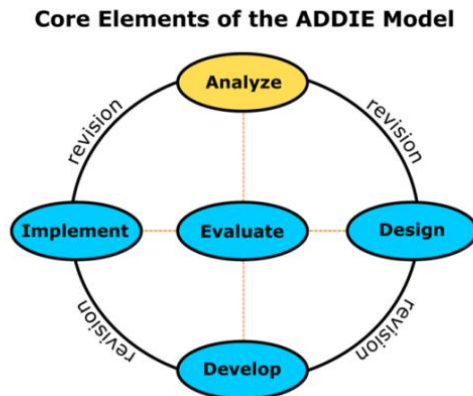 Core Elements of the ADDIE Model
Analyze
revision
revision
Implement
Evaluate
Design
revision
revision
Develop